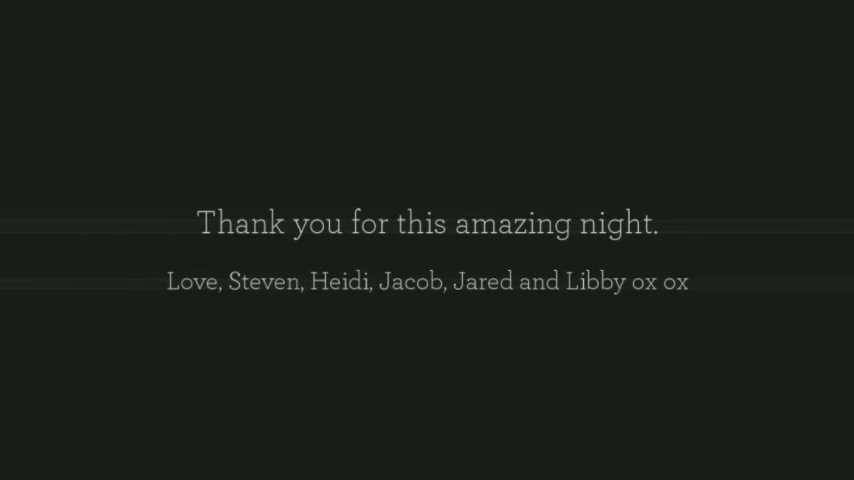 Thank you for this amazing night.
Love, Steven, Heidi, Jacob, Jared and Libby ox ox